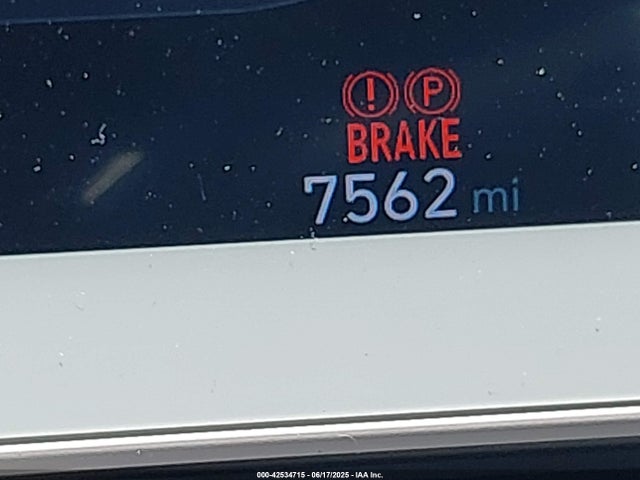 ! P
BRAKE
7562 mi
000-42534715 - 06/17/2025 - IAA Inc.